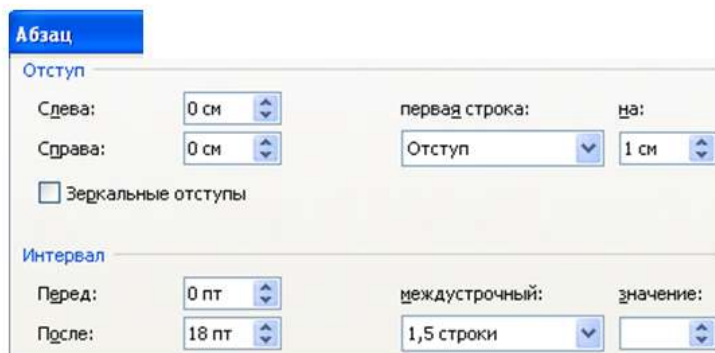 Абзац
Отступ
Слева: 0 см первая строка: на:
Справа: 0 см Отступ 1 см
Зеркальные отступы
Интервал
Перед: 0 пт междустрочный: значение:
После: 18 пт 1,5 строки